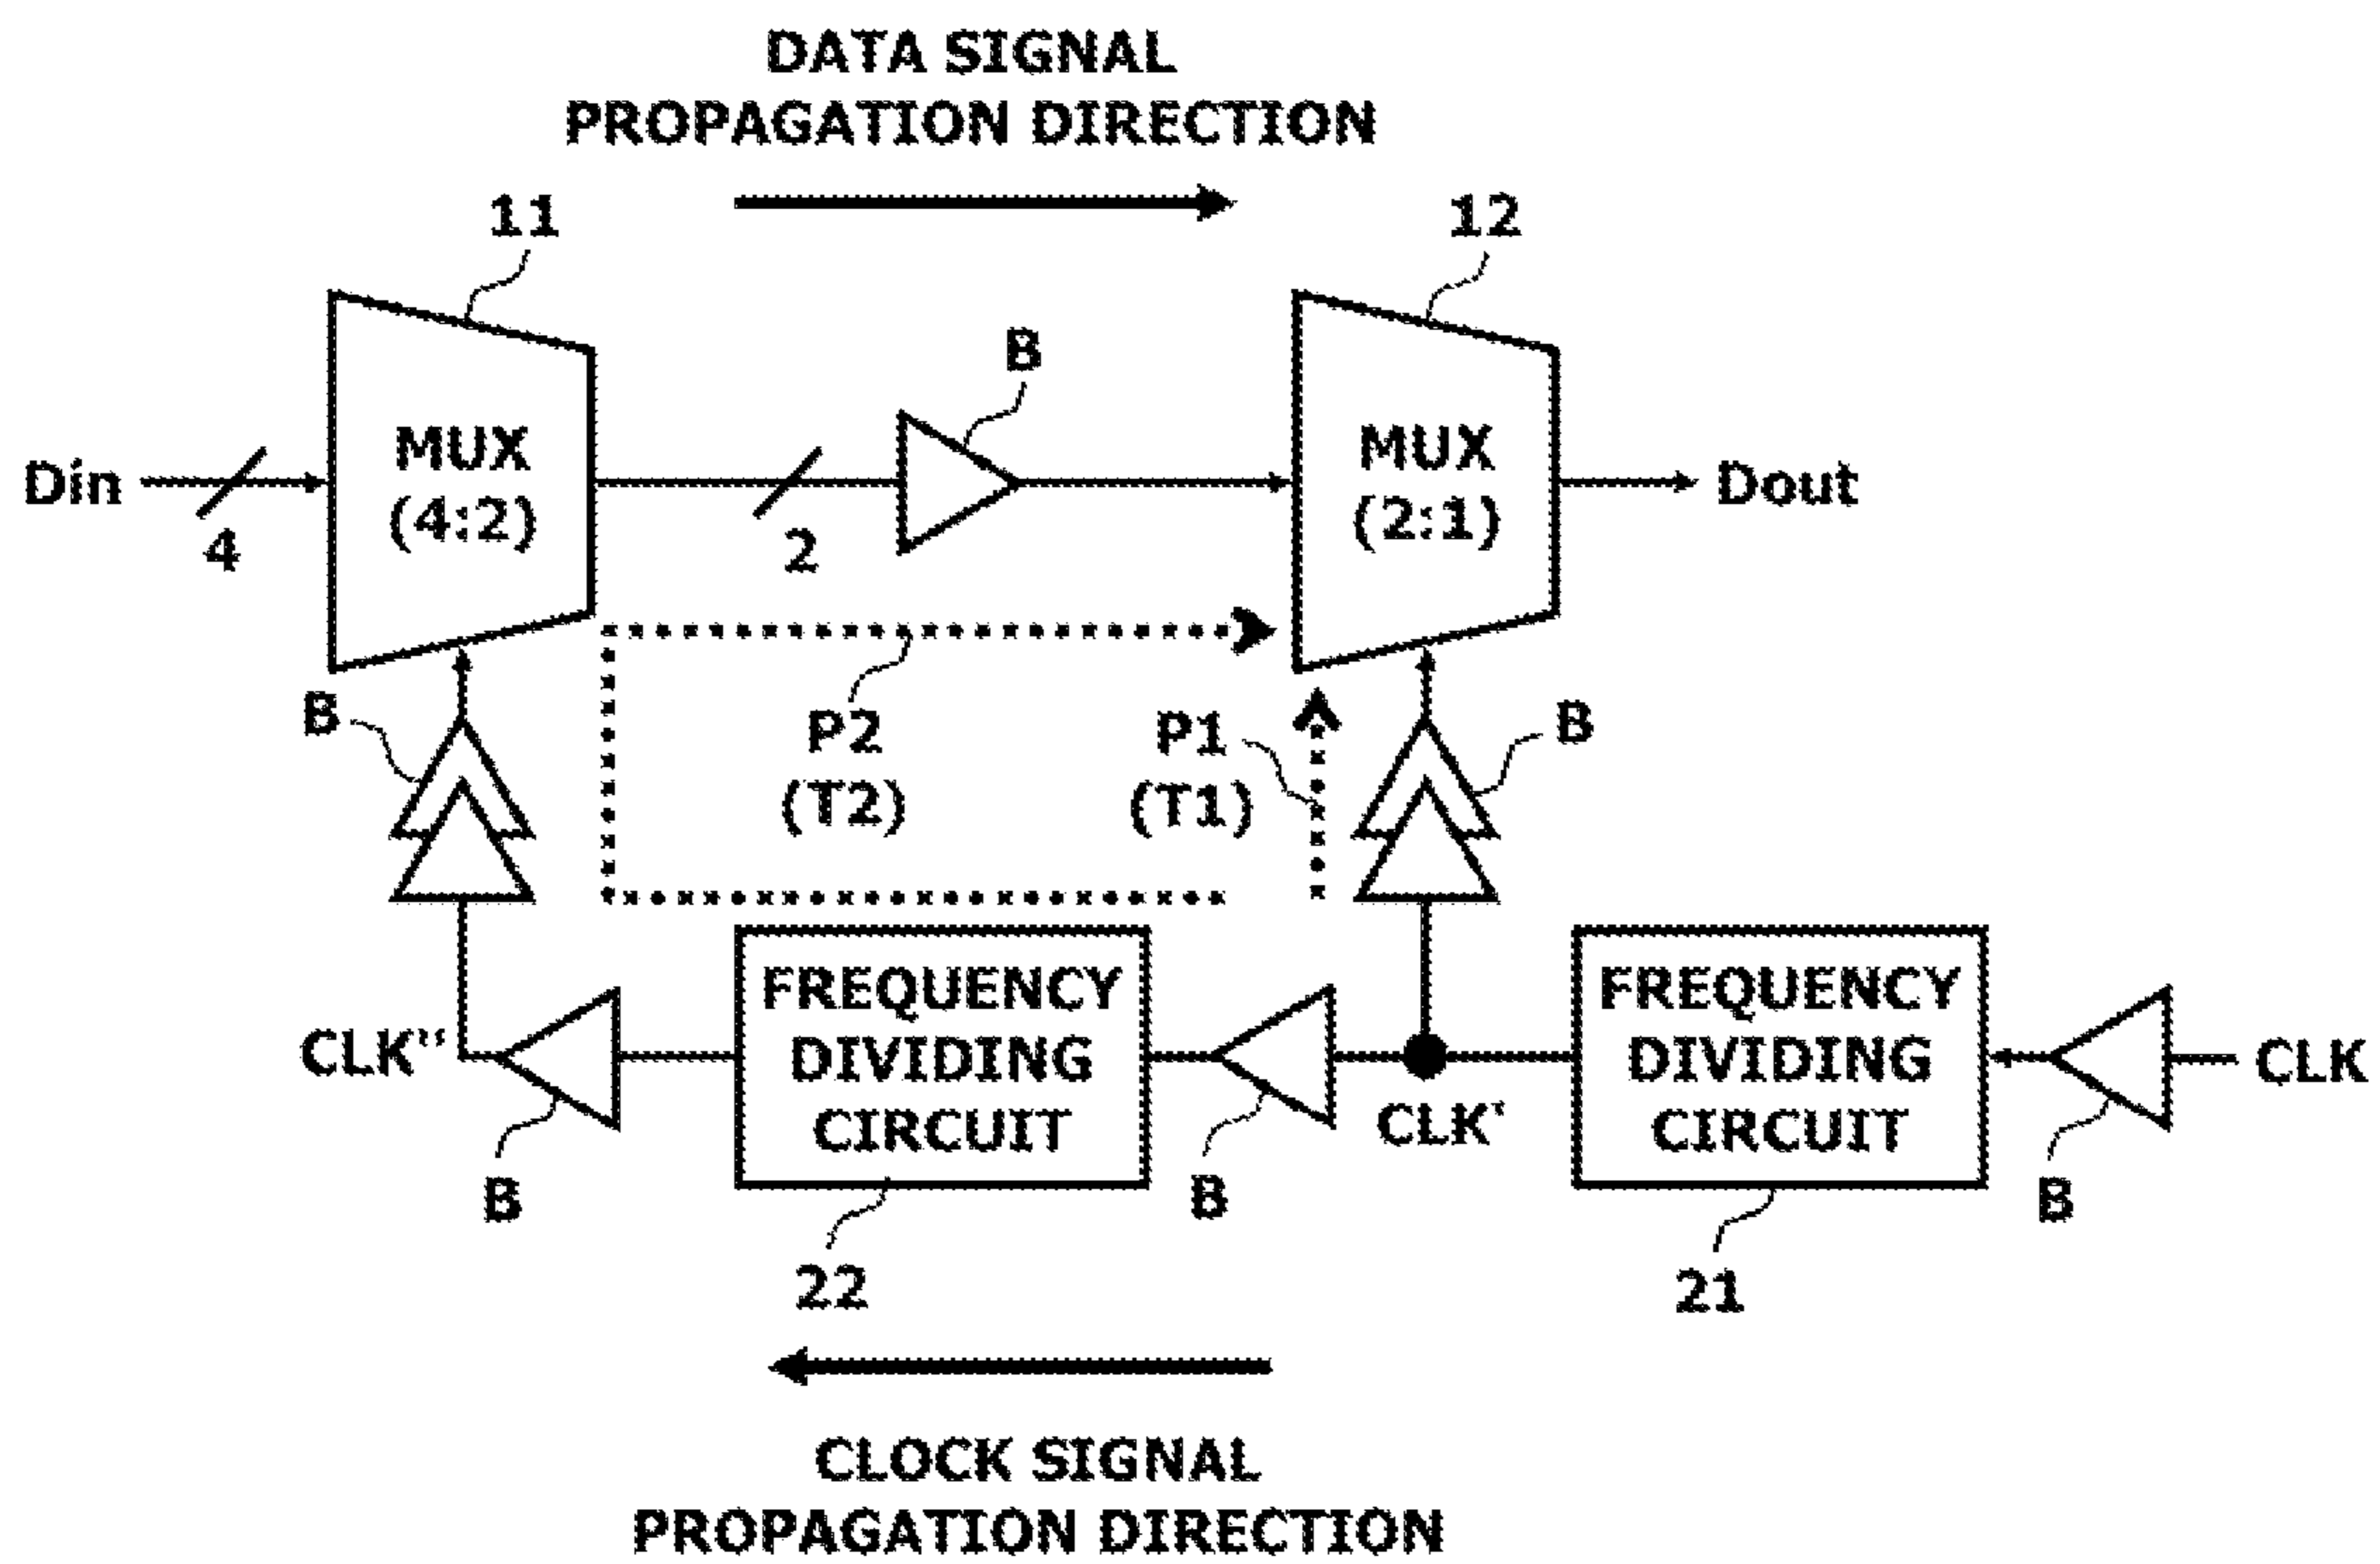 DATA SIGNAL
PROPAGATION DIRECTION
11
12
B
MUX
(4:2)
MUX
(2:1)
Din
4
2
Dout
B
P2
(T2)
P1
(T1)
B
FREQUENCY
DIVIDING
CIRCUIT
FREQUENCY
DIVIDING
CIRCUIT
CLK"
CLK'
CLK
B
B
B
22
21
CLOCK SIGNAL
PROPAGATION DIRECTION